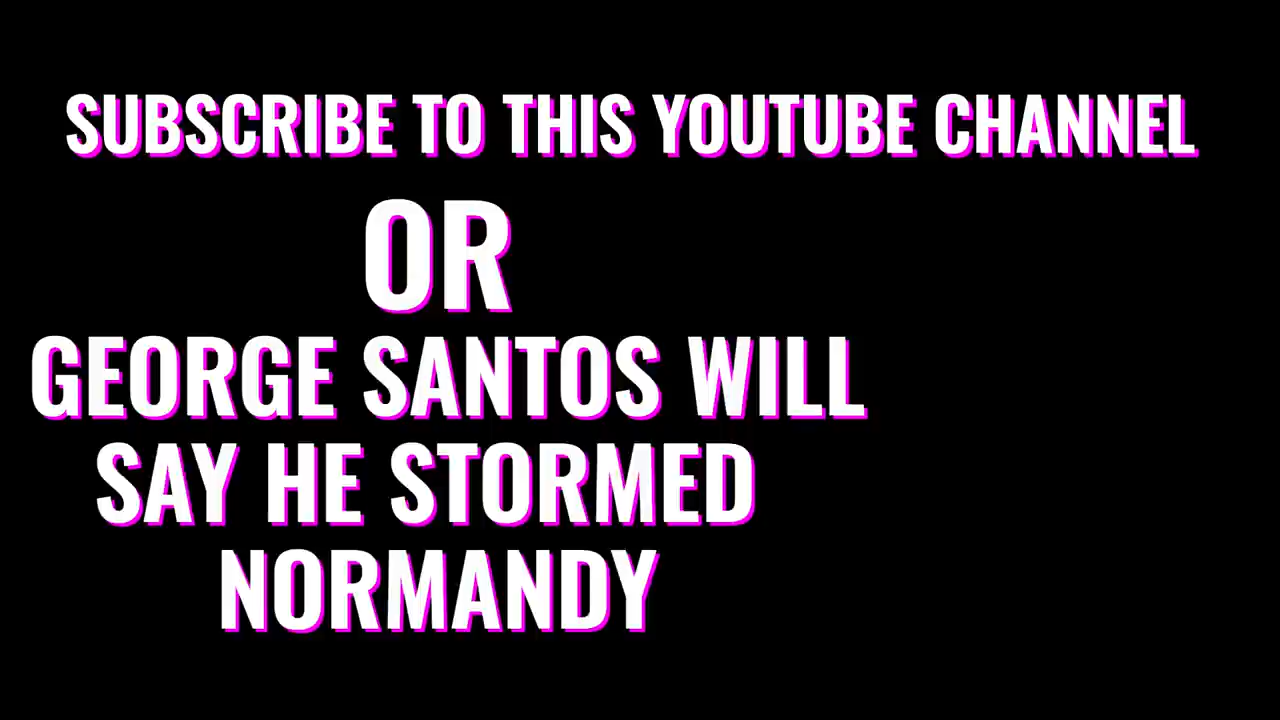 SUBSCRIBE TO THIS YOUTUBE CHANNEL
OR
GEORGE SANTOS WILL
SAY HE STORMED
NORMANDY